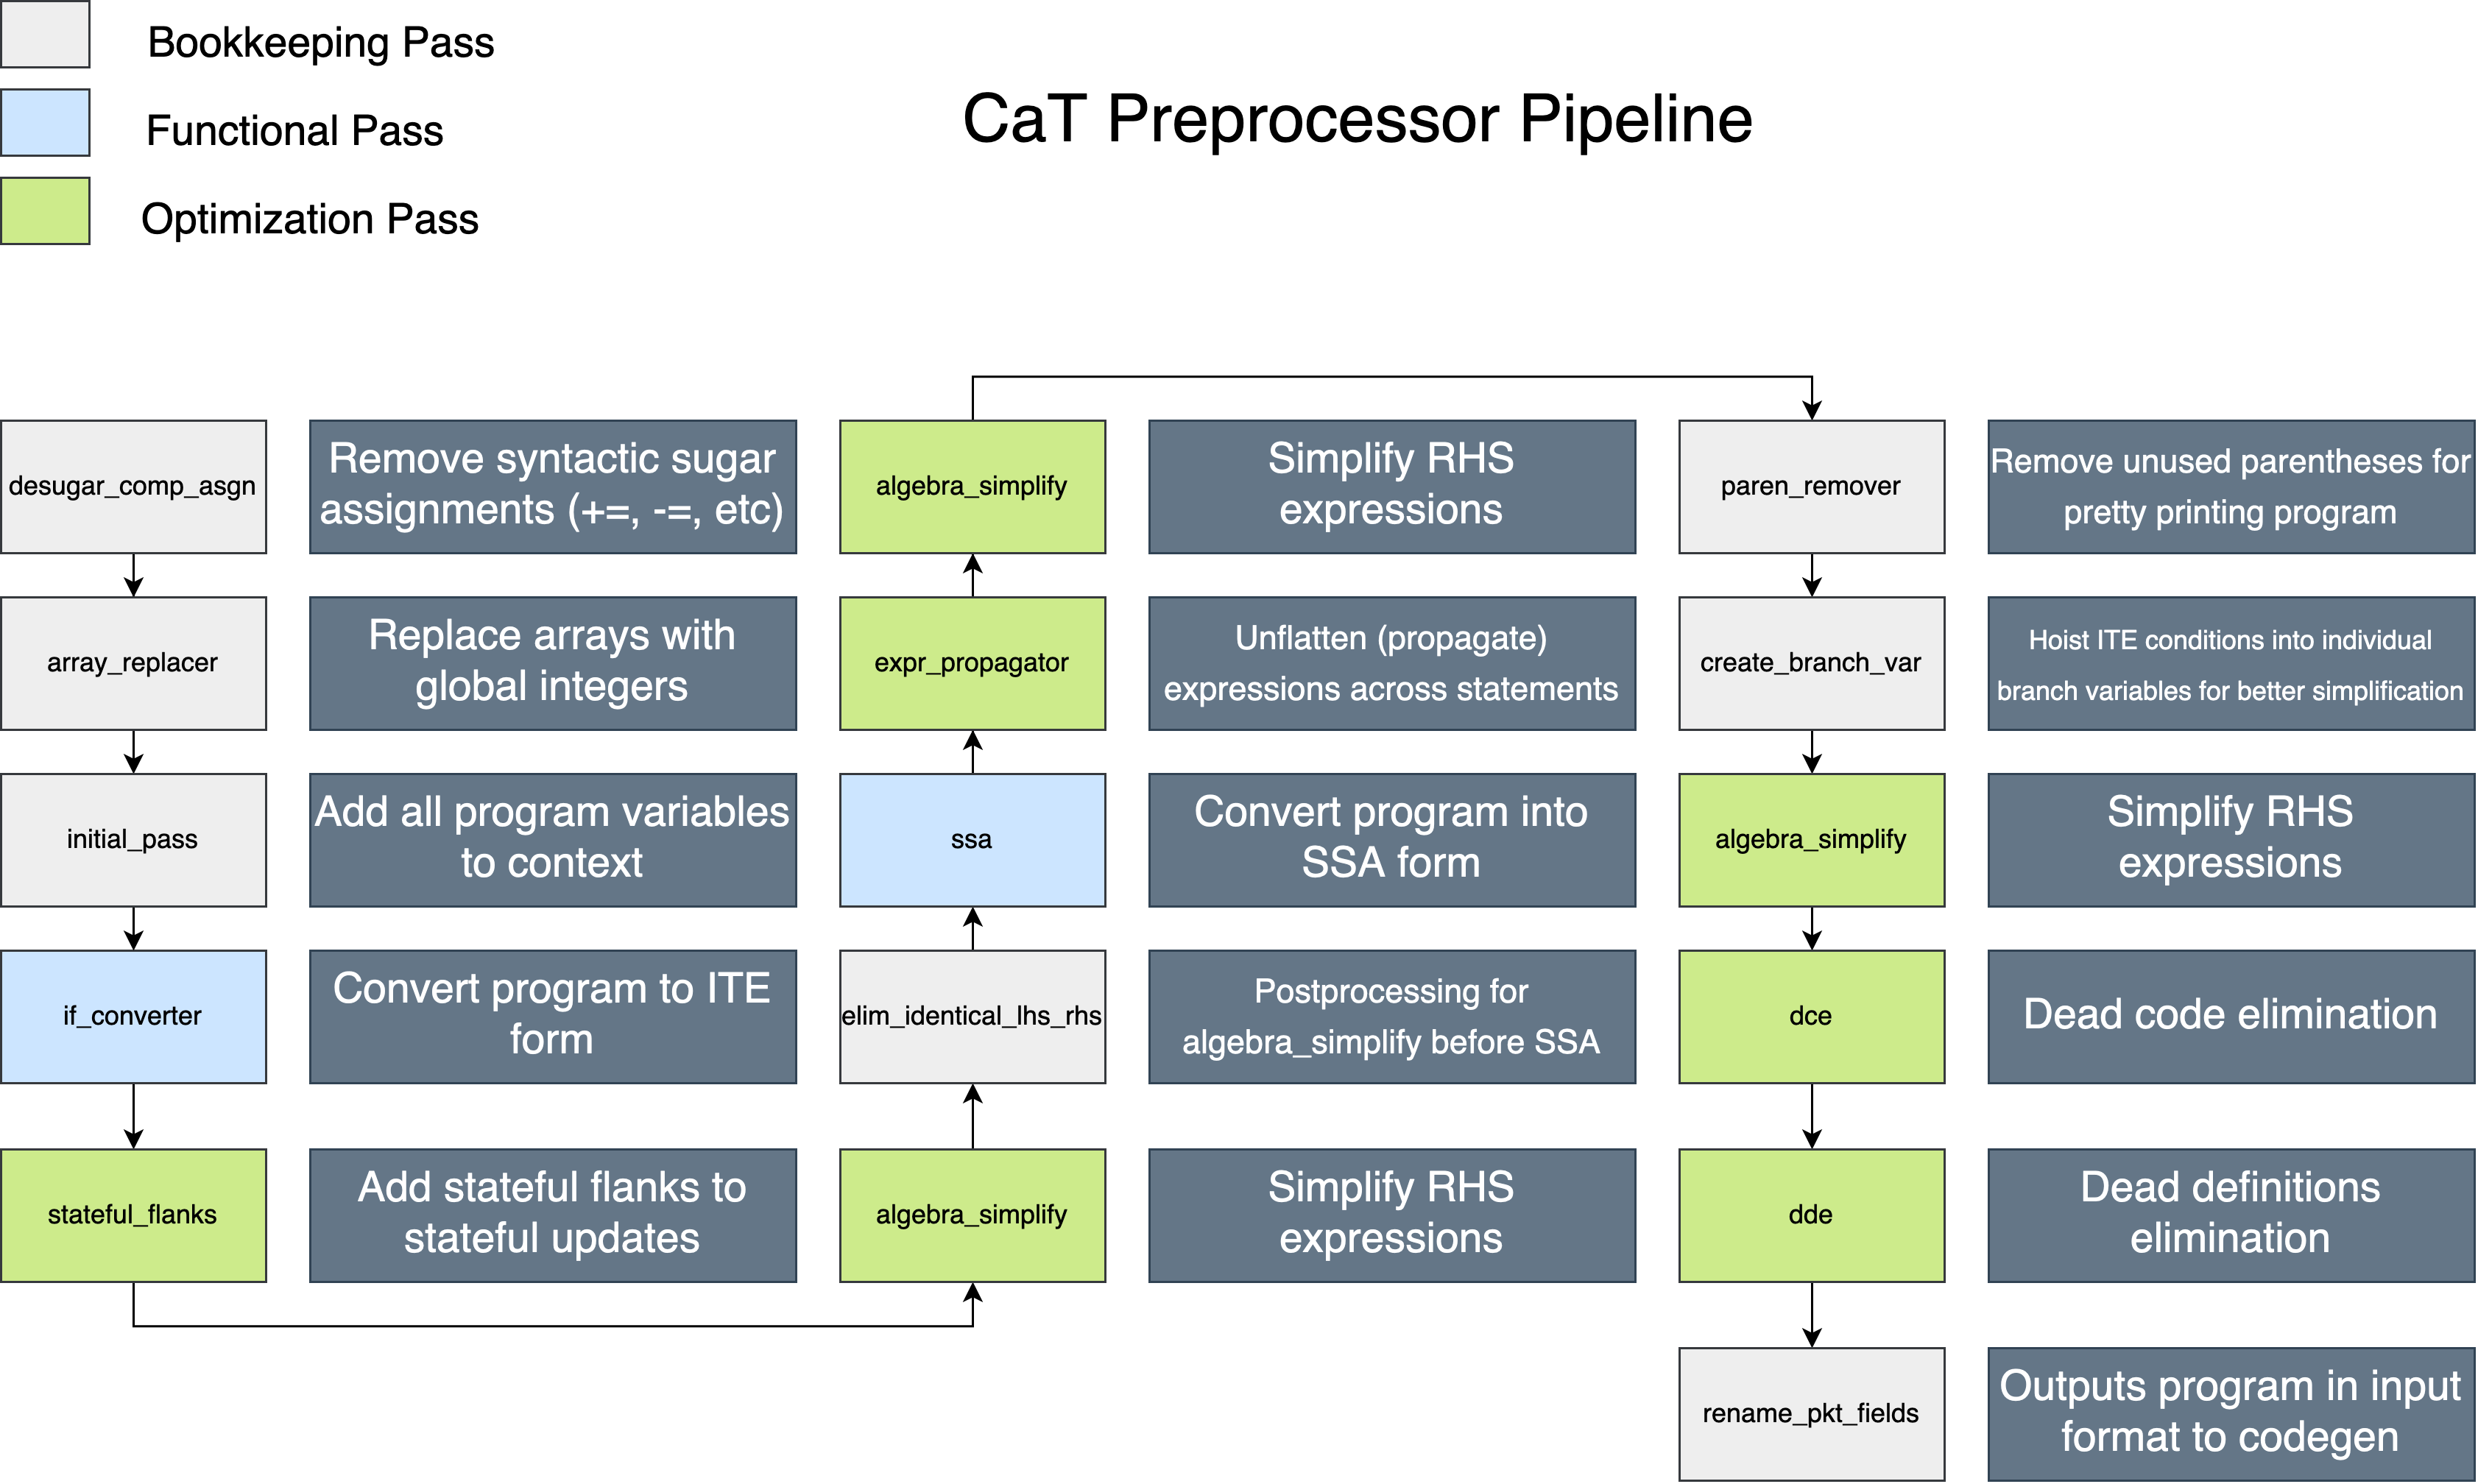 Bookkeeping Pass
Functional Pass
Optimization Pass
CaT Preprocessor Pipeline
desugar_comp_asgn
Remove syntactic sugar
assignments (+=, -=, etc)
array_replacer
Replace arrays with
global integers
initial_pass
Add all program variables
to context
if_converter
Convert program to ITE
form
stateful_flanks
Add stateful flanks to
stateful updates
algebra_simplify
Simplify RHS
expressions
expr_propagator
Unflatten (propagate)
expressions across statements
ssa
Convert program into
SSA form
elim_identical_lhs_rhs
Postprocessing for
algebra_simplify before SSA
algebra_simplify
Simplify RHS
expressions
paren_remover
Remove unused parentheses for
pretty printing program
create_branch_var
Hoist ITE conditions into individual
branch variables for better simplification
algebra_simplify
Simplify RHS
expressions
dce
Dead code elimination
dde
Dead definitions
elimination
rename_pkt_fields
Outputs program in input
format to codegen